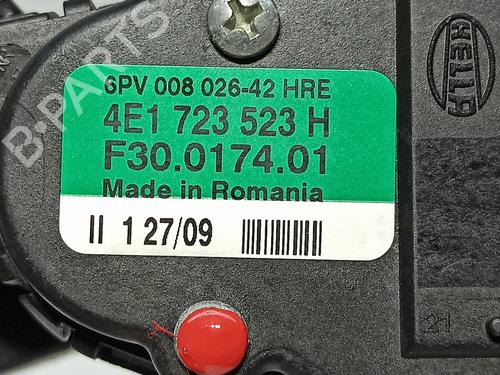 6PV 008 026-42 HRE
4E1 723 523 H
F30.0174.01
Made in Romania
II 1 27/09
HELLA
21
B-PARTS